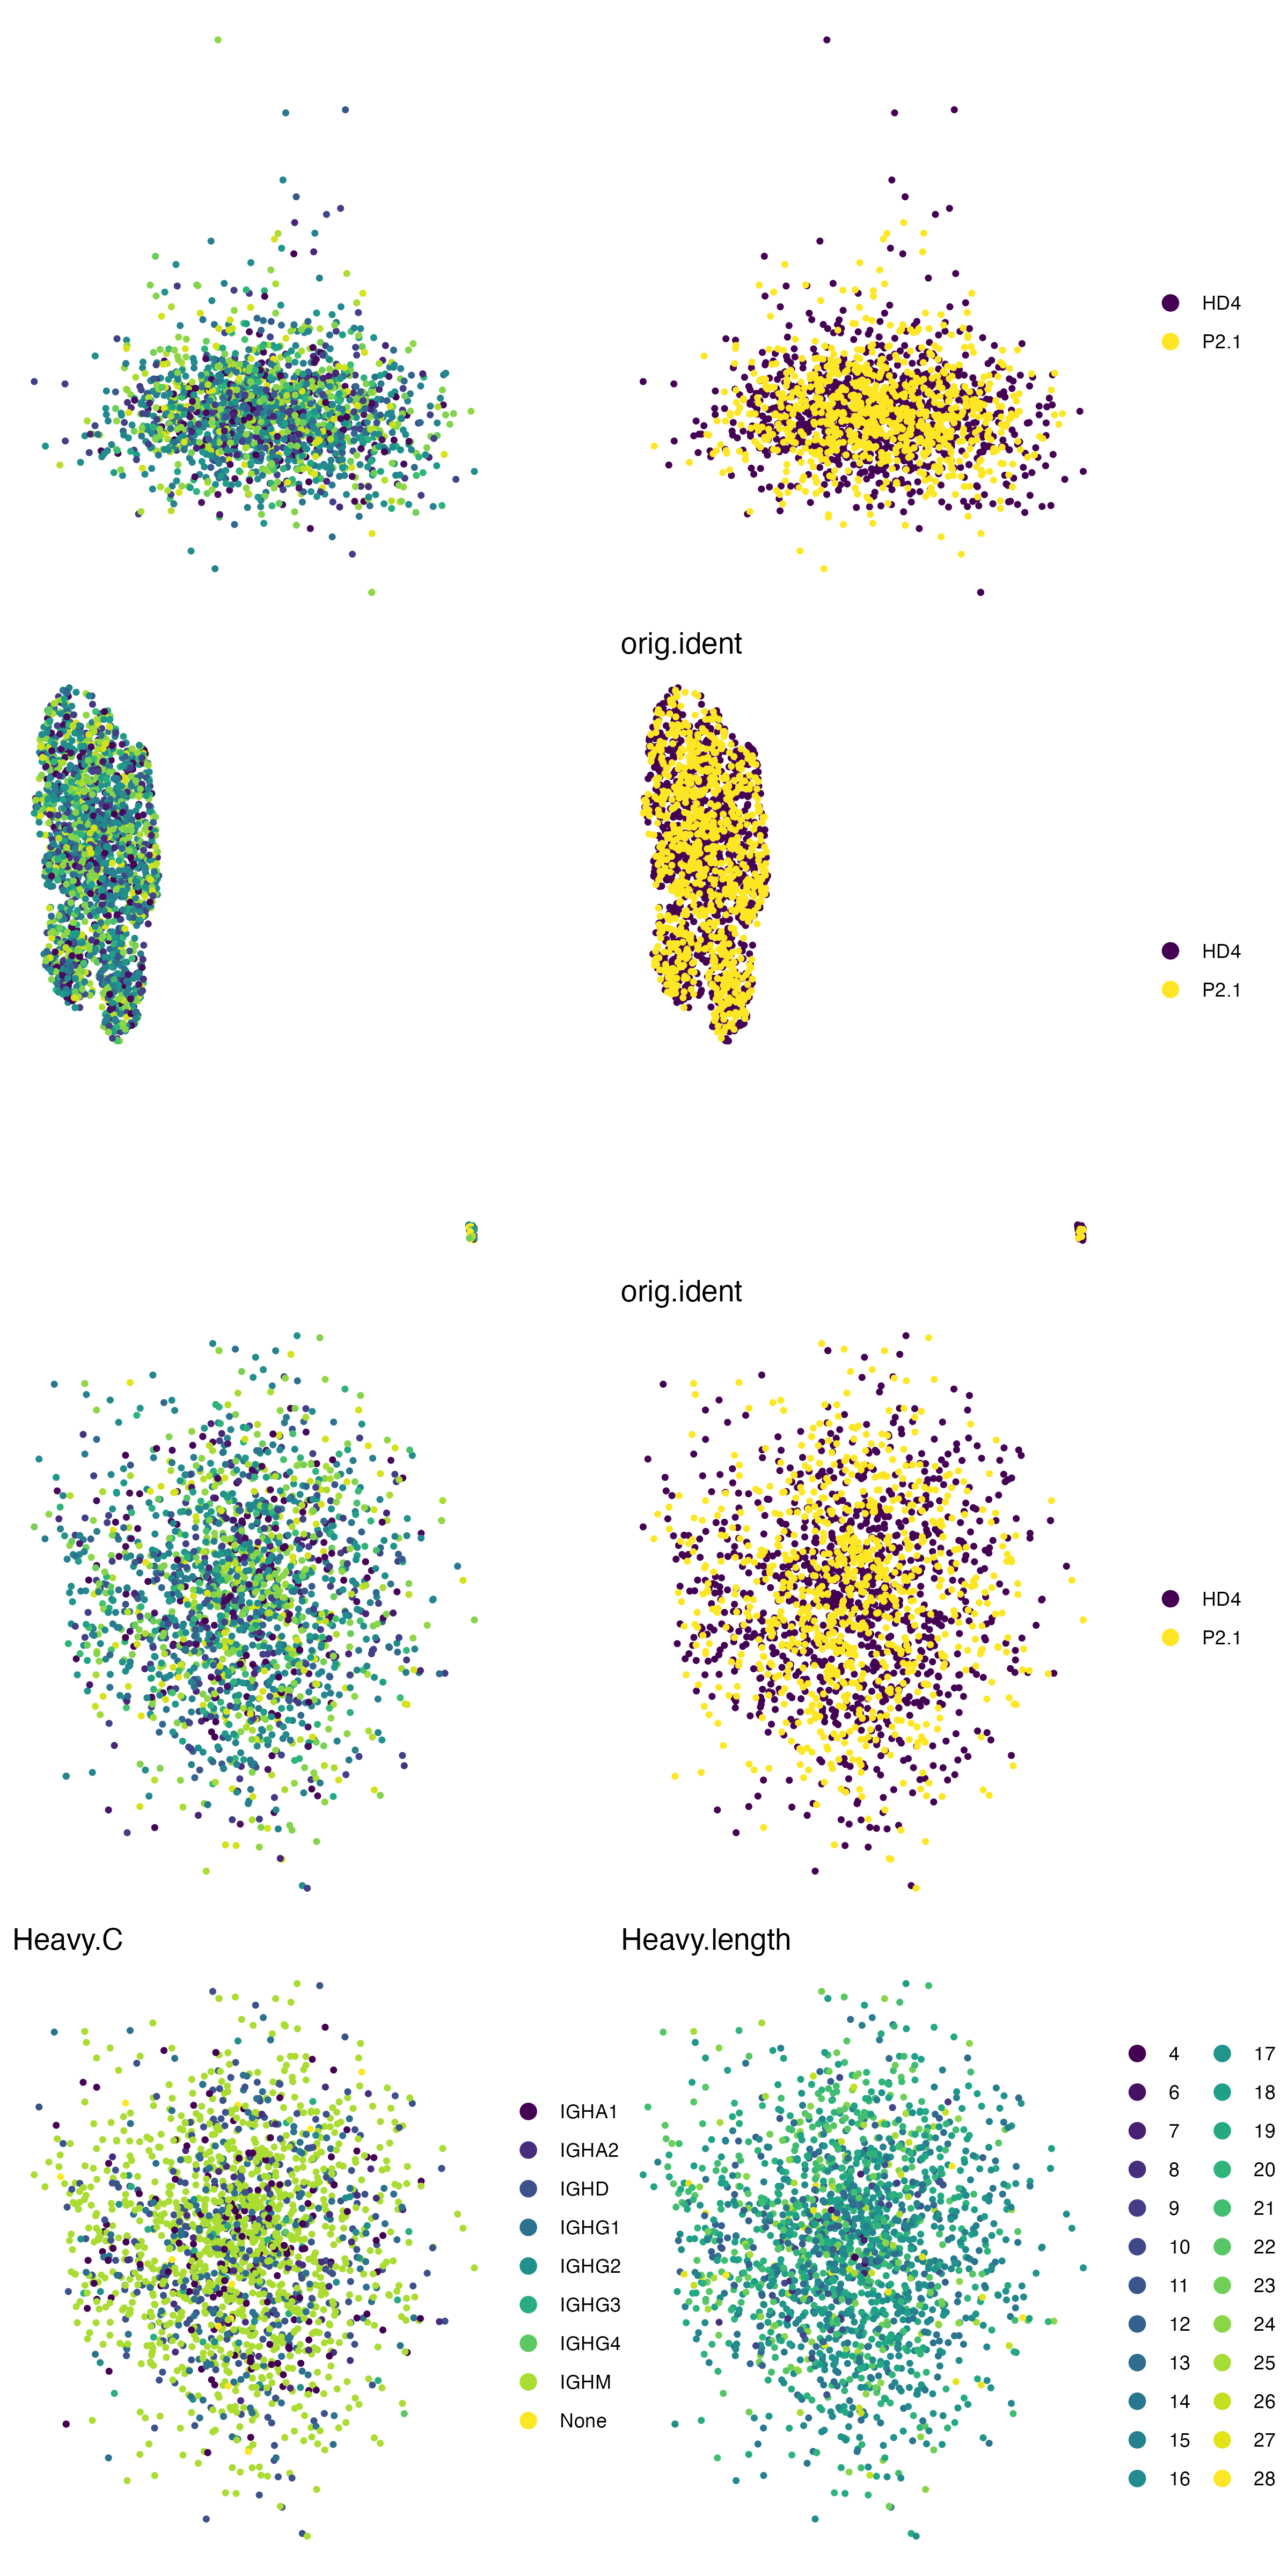 HD4
P2.1
orig.ident
HD4
P2.1
orig.ident
HD4
P2.1
Heavy.C
Heavy.length
IGHA1
IGHA2
IGHD
IGHG1
IGHG2
IGHG3
IGHG4
IGHM
None
4 17
6 18
7 19
8 20
9 21
10 22
11 23
12 24
13 25
14 26
15 27
16 28